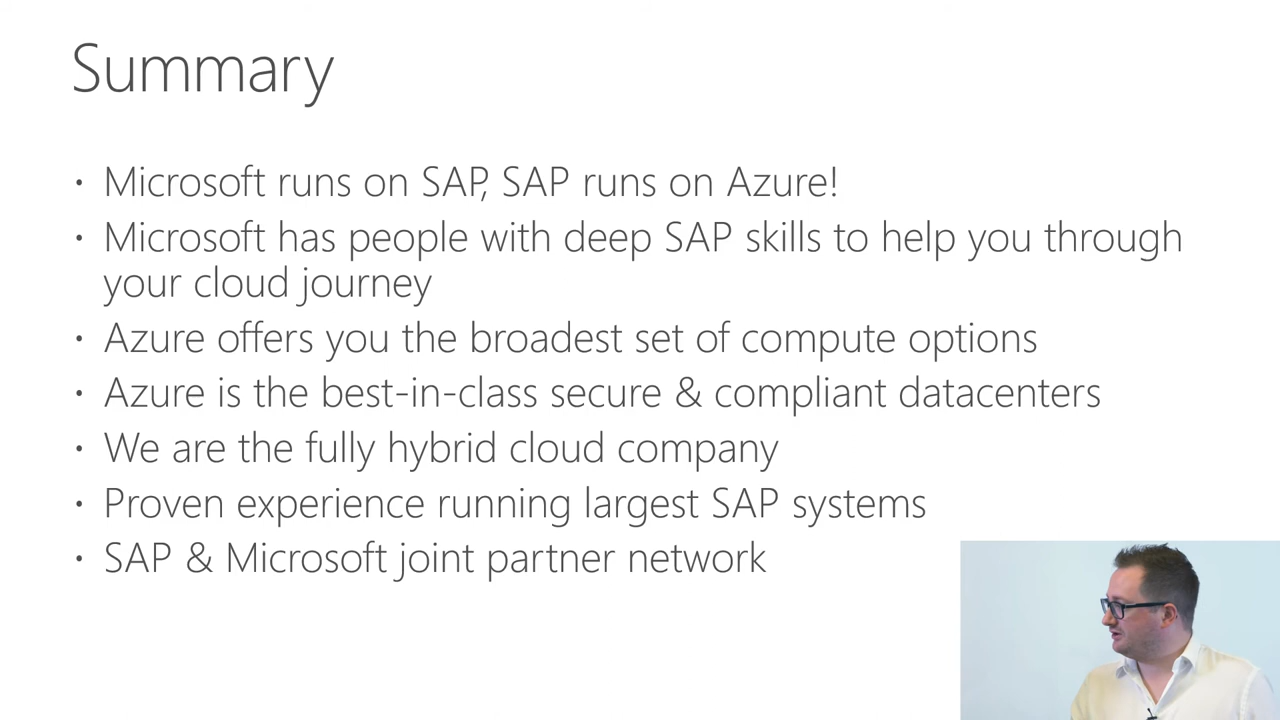 Summary
• Microsoft runs on SAP, SAP runs on Azure!
• Microsoft has people with deep SAP skills to help you through
your cloud journey
• Azure offers you the broadest set of compute options
• Azure is the best-in-class secure & compliant datacenters
• We are the fully hybrid cloud company
• Proven experience running largest SAP systems
• SAP & Microsoft joint partner network